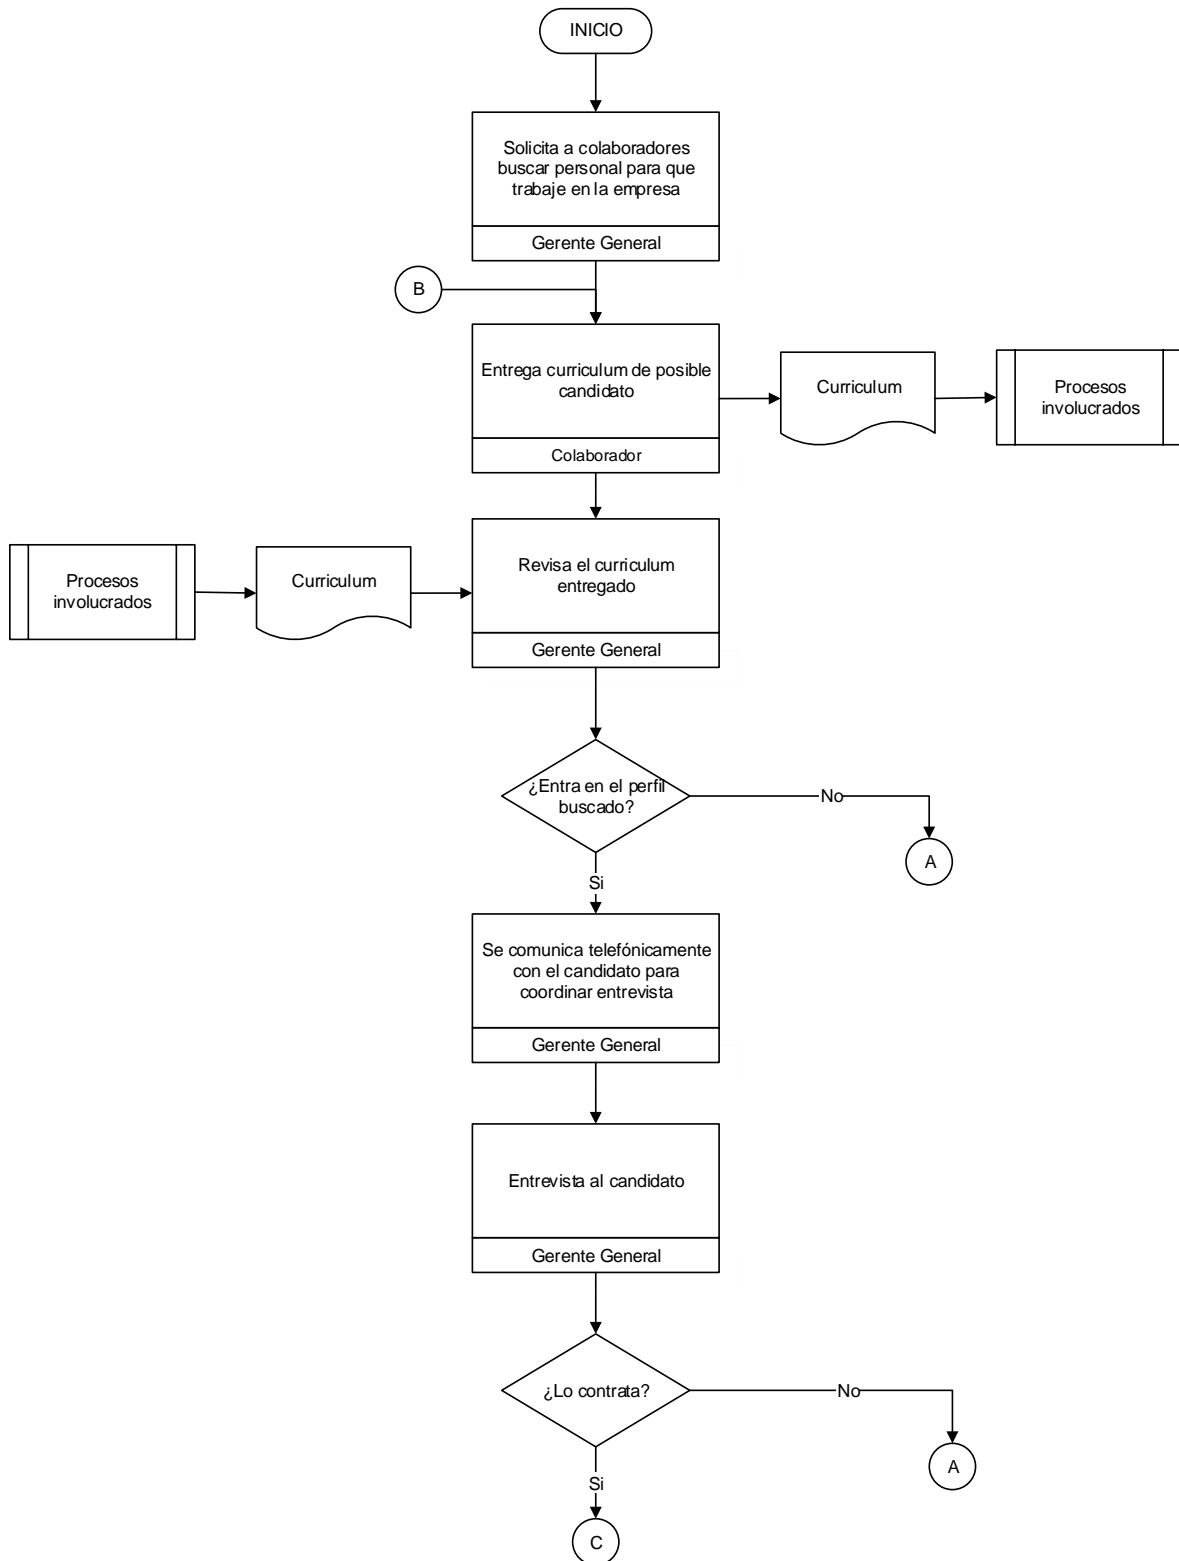 INICIO
Solicita a colaboradores
buscar personal para que
trabaje en la empresa
Gerente General
B
Entrega curriculum de posible
candidato
Colaborador
Curriculum
Procesos
involucrados
Procesos
involucrados
Curriculum
Revisa el curriculum
entregado
Gerente General
¿Entra en el perfil
buscado?
No
A
Si
Se comunica telefónicamente
con el candidato para
coordinar entrevista
Gerente General
Entrevista al candidato
Gerente General
¿Lo contrata?
No
A
Si
C